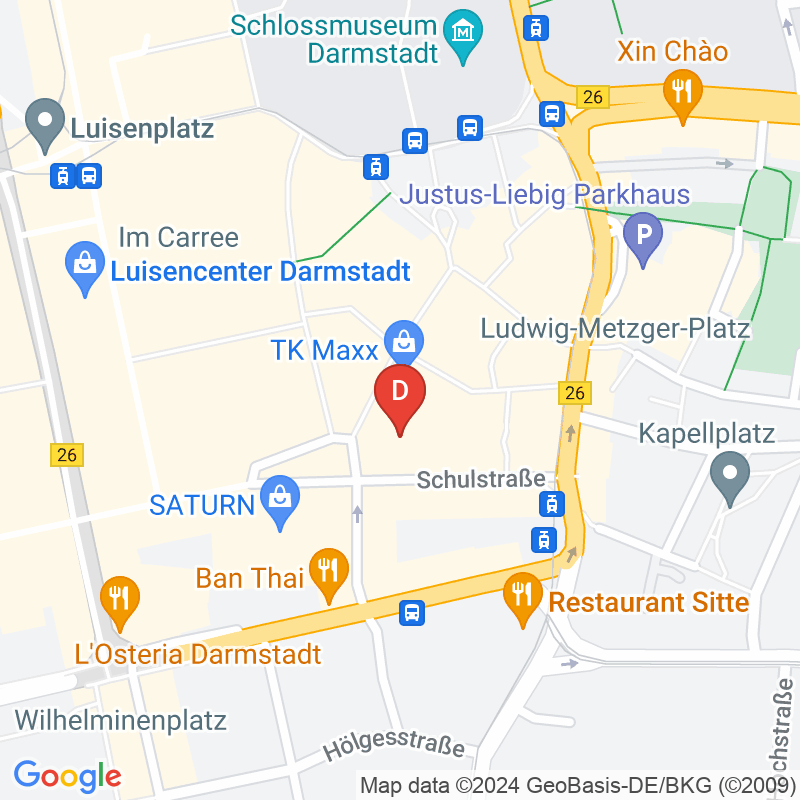 Schlossmuseum
Darmstadt
Xin Chào
26
Luisenplatz
Justus-Liebig Parkhaus
P
Im Carree
Luisencenter Darmstadt
Ludwig-Metzger-Platz
TK Maxx
D
26
Kapellplatz
26
Schulstraße
SATURN
Ban Thai
Restaurant Sitte
L'Osteria Darmstadt
Wilhelminenplatz
Hölgesstraße
Google
Map data ©2024 GeoBasis-DE/BKG (©2009)